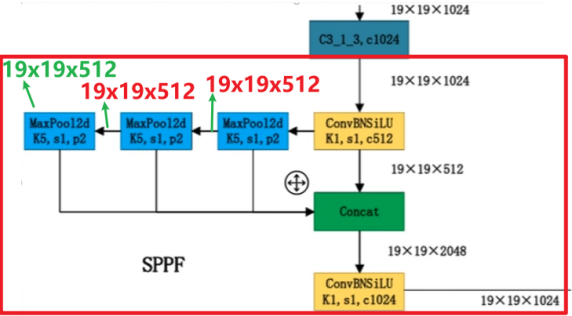 19×19×1024
C3_1_3,c1024
19×19×1024
19x19x512
19x19x512
19x19x512
MaxPool2d
K5,s1,p2
MaxPool2d
K5,s1,p2
MaxPool2d
K5,s1,p2
ConvBNSiLU
K1,s1,c512
19×19×512
Concat
19×19×2048
SPPF
ConvBNSiLU
K1,s1,c1024
19×19×1024